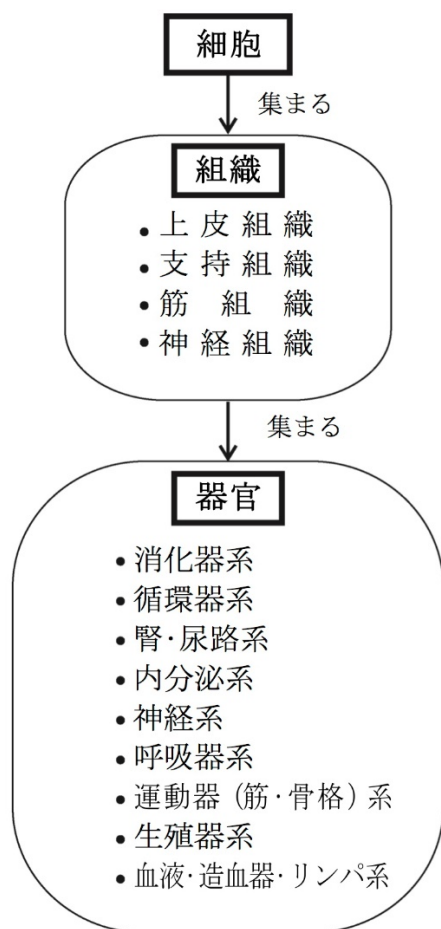 細胞
集まる
組織
•上皮組織
•支持組織
•筋組織
•神経組織
集まる
器官
•消化器系
•循環器系
•腎・尿路系
•内分泌系
•神経系
•呼吸器系
•運動器(筋・骨格)系
•生殖器系
•血液・造血器・リンパ系